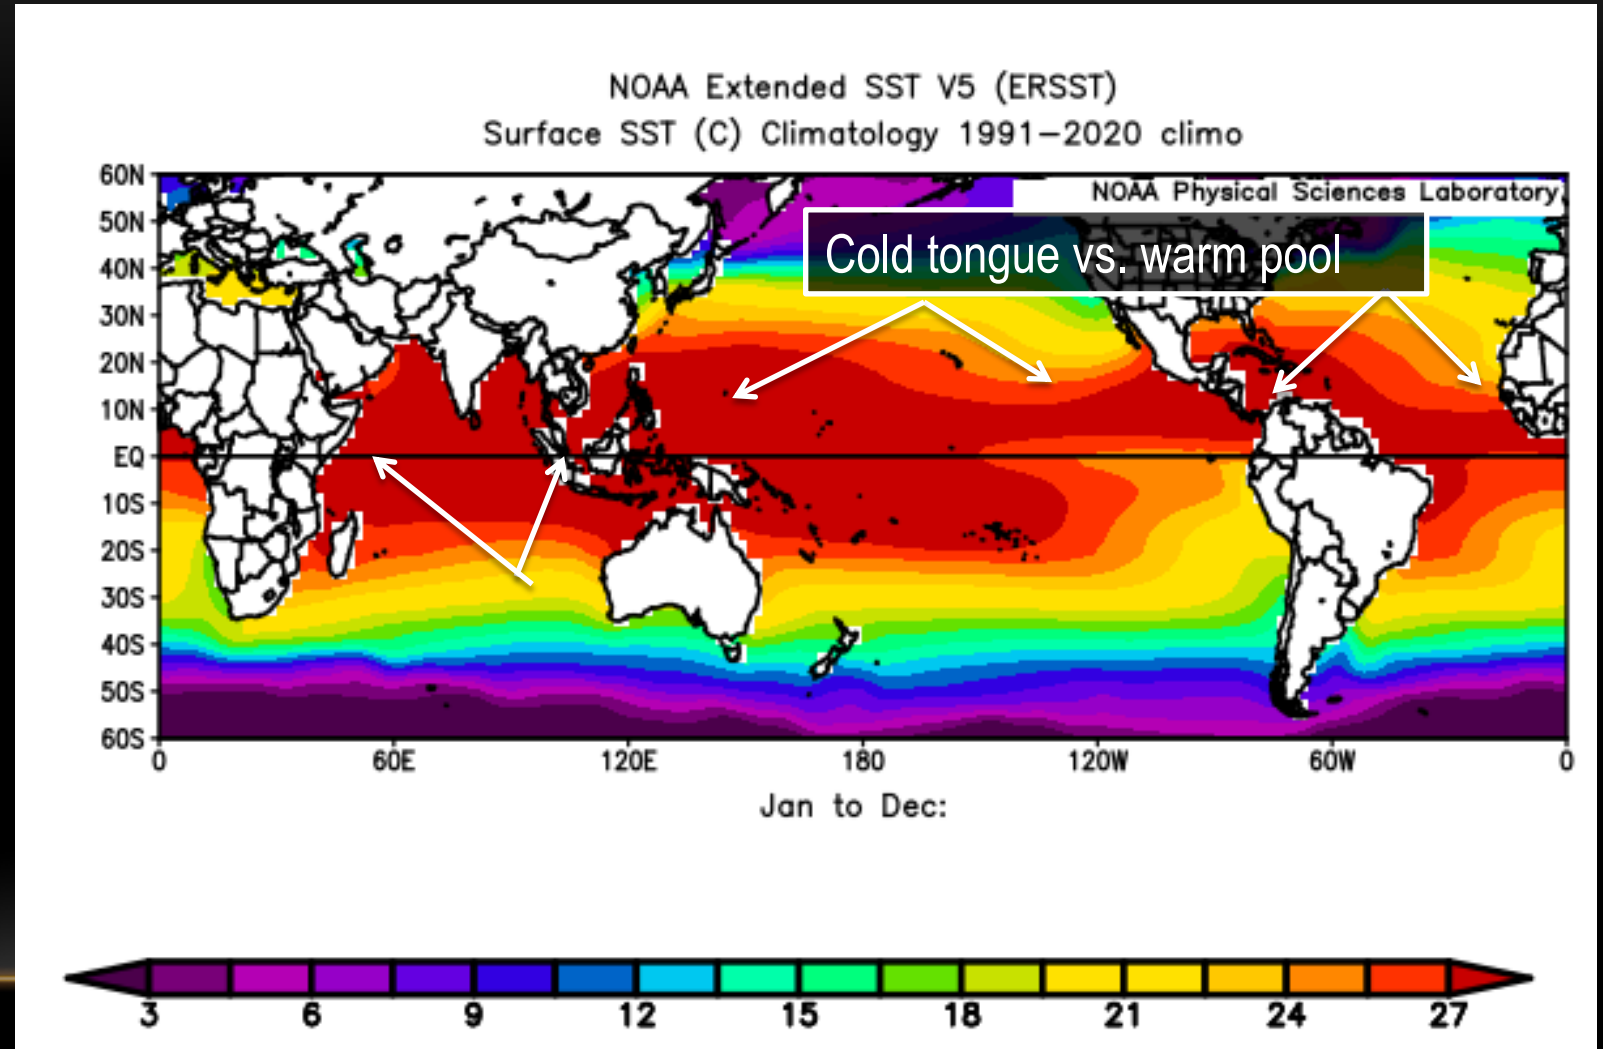 NOAA Extended SST V5 (ERSST)
Surface SST (C) Climatology 1991-2020 climo
NOAA Physical Sciences Laboratory
Cold tongue vs. warm pool
60N
50N
40N
30N
20N
10N
EQ
10S
20S
30S
40S
50S
60S
0 60E 120E 180 120W 60W 0
Jan to Dec:
3 6 9 12 15 18 21 24 27